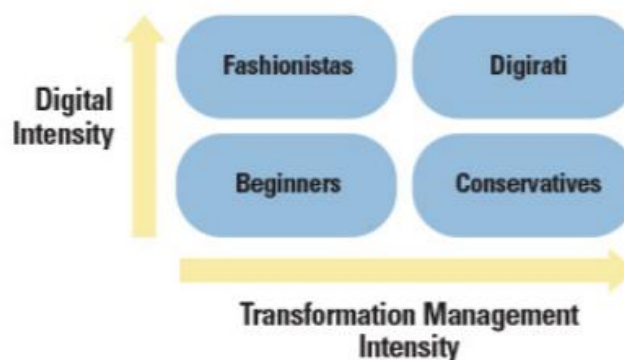 Fashionistas
Digirati
Digital
Intensity
Beginners
Conservatives
Transformation Management
Intensity